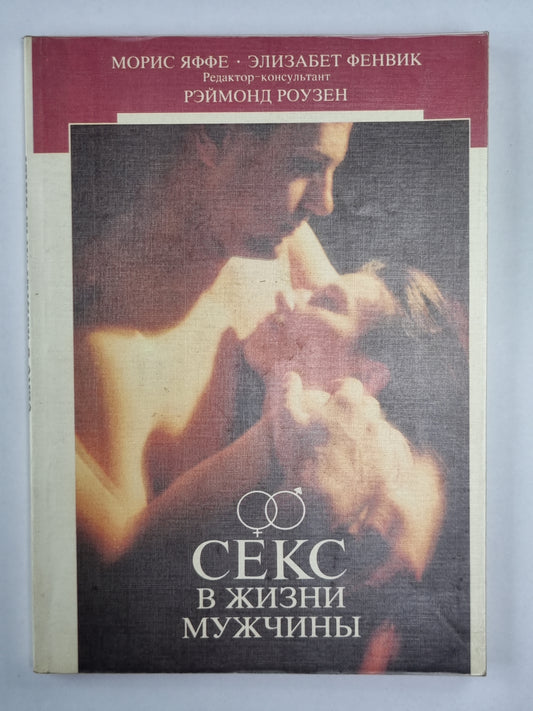 МОРИС ЯФФЕ · ЭЛИЗАБЕТ ФЕНВИК
Редактор-консультант
РЭЙМОНД РОУЗЕН
СЕКС
В ЖИЗНИ
МУЖЧИНЫ